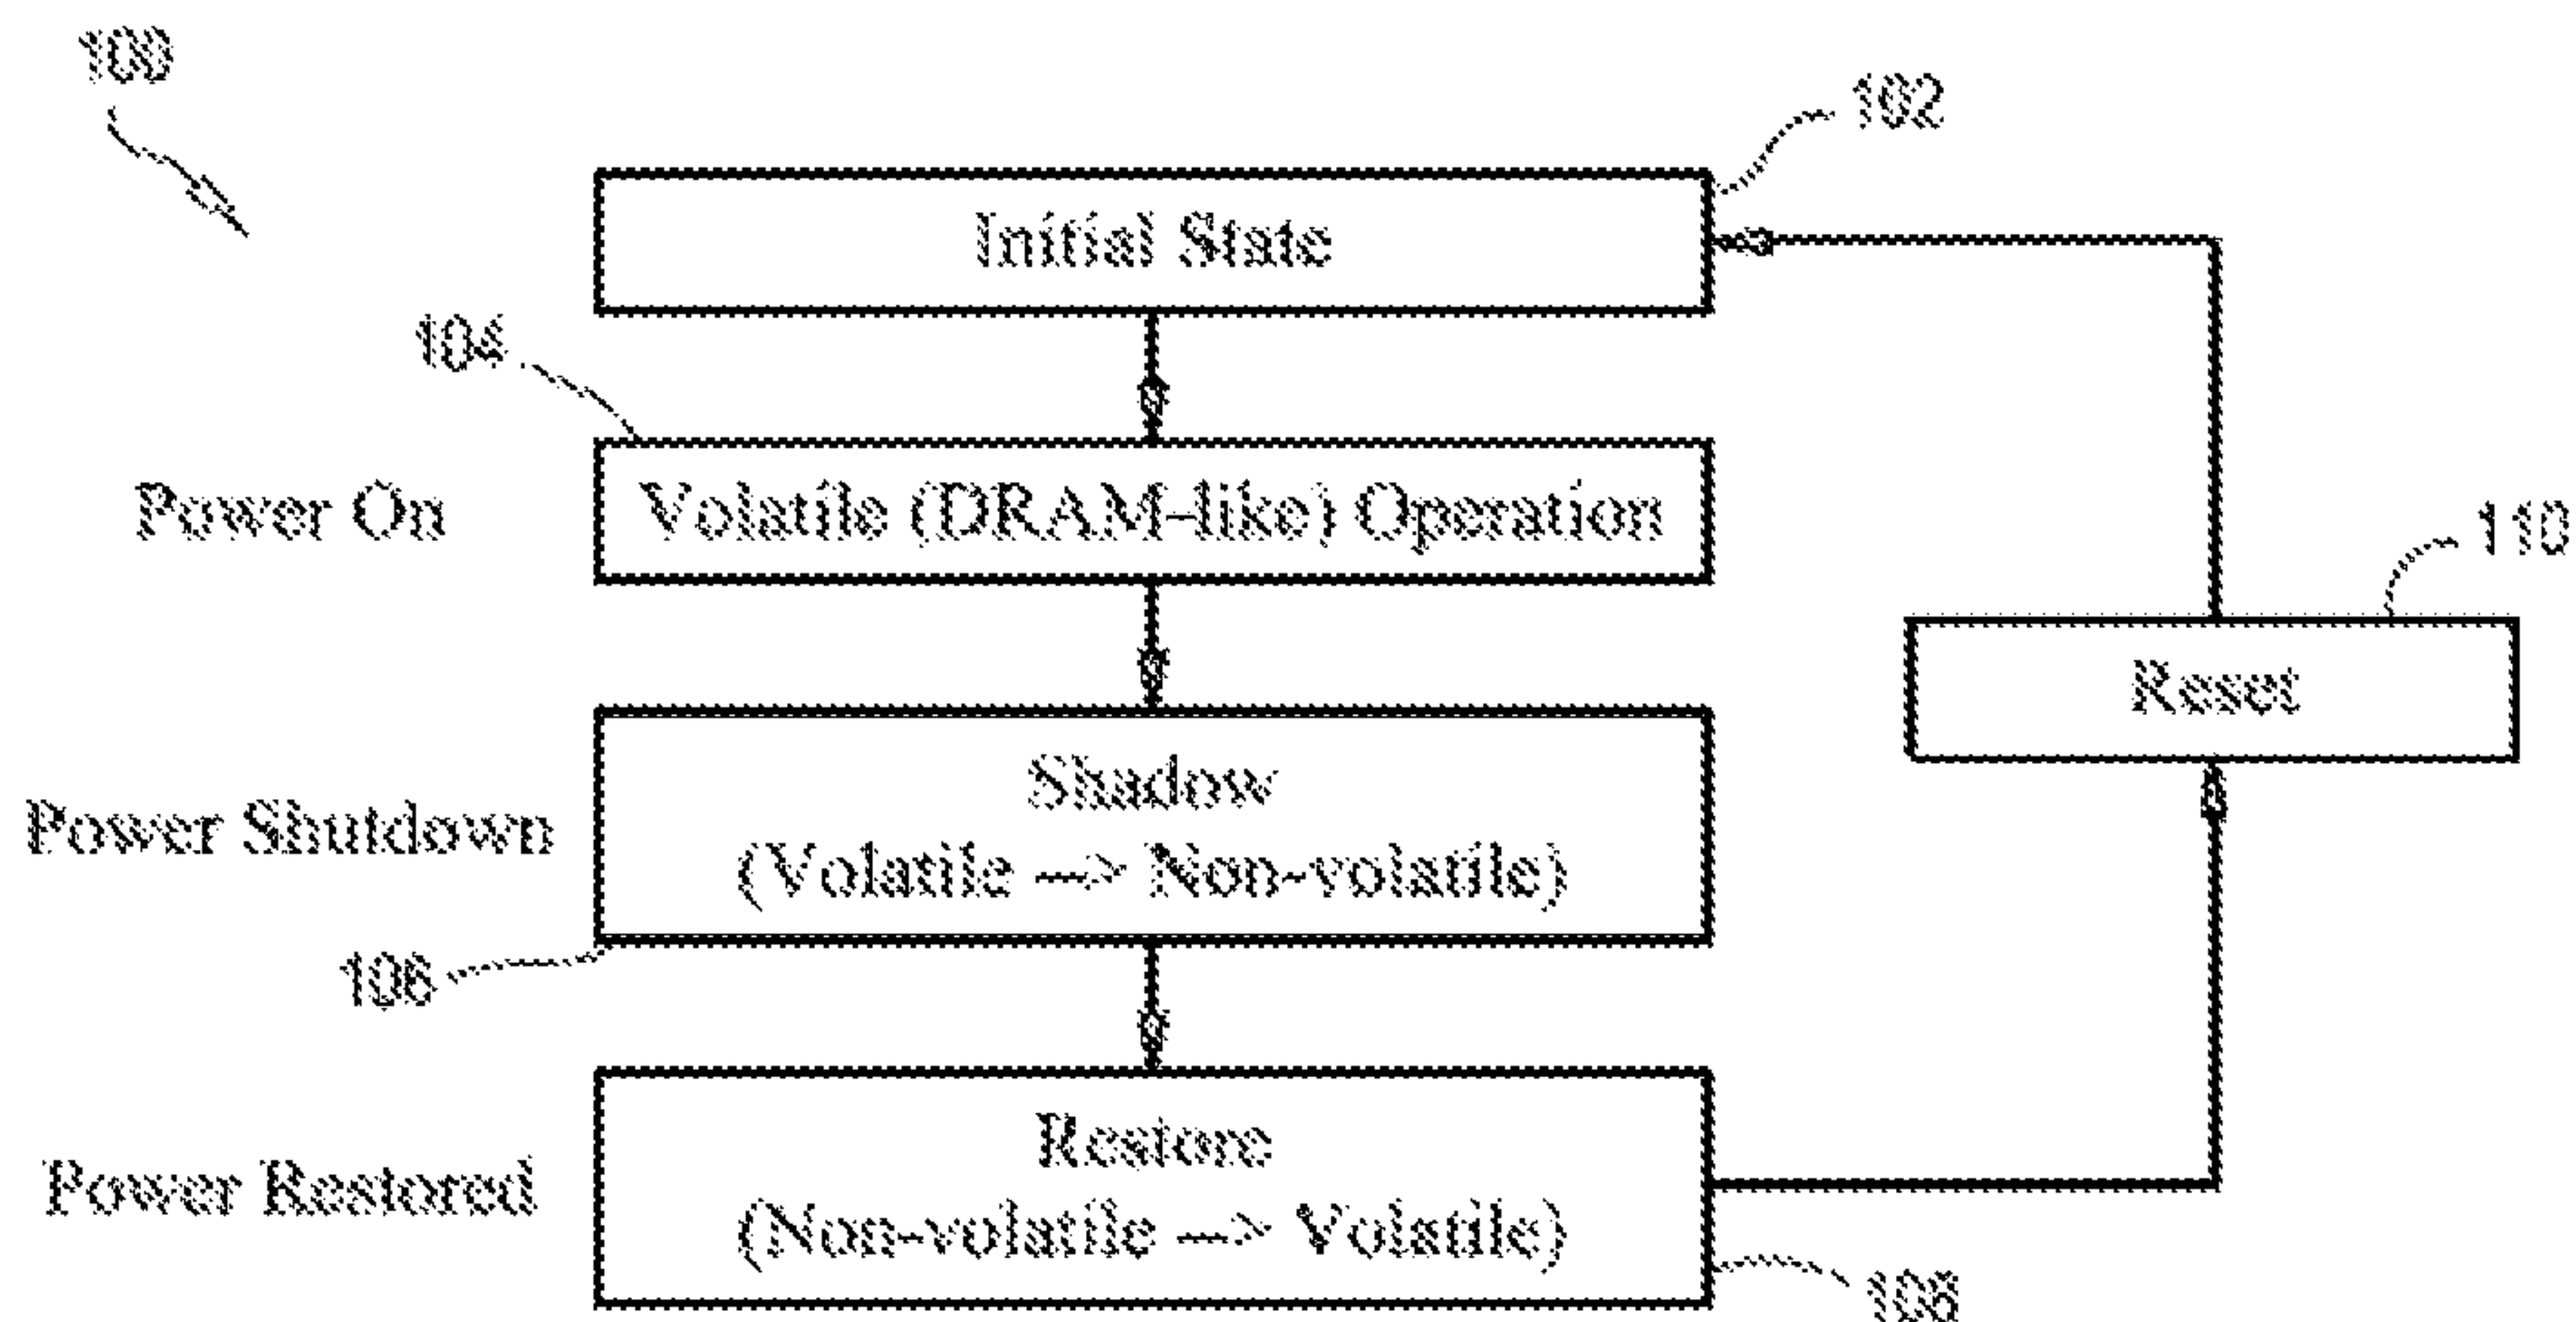 100
102
Initial State
104
Power On
Volatile (DRAM-like) Operation
110
Reset
Power Shutdown
Shadow
(Volatile --> Non-volatile)
106
Power Restored
Restore
(Non-volatile --> Volatile)
108